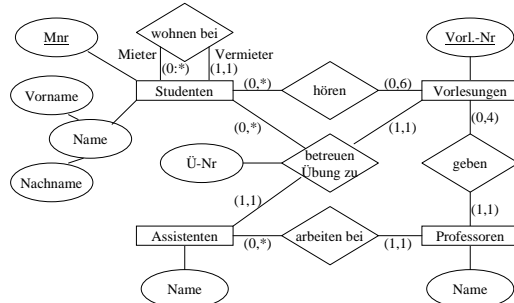 Mnr
wohnen bei
Vorl.-Nr
Mieter
Vermieter
(0:*)
(1,1)
Studenten
(0,*)
hören
(0,6)
Vorlesungen
Vorname
Name
Nachname
(0,*)
(1,1)
(0,4)
Ü-Nr
betreuen
Übung zu
geben
(1,1)
(1,1)
Assistenten
(0,*)
arbeiten bei
(1,1)
Professoren
Name
Name